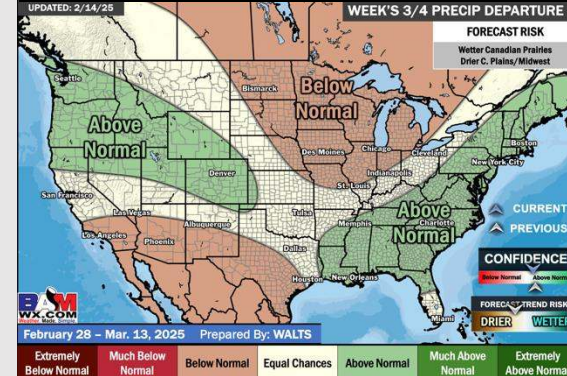 UPDATED: 2/14/25
WEEK'S 3/4 PRECIP DEPARTURE
FORECAST RISK
Wetter Canadian Prairies
Drier C. Plains/Midwest
Seattle
Bismarck
Below
Normal
Above
Normal
Boston
Des Moines
Chicago
Cleveland
New York City
Denver
Indianapolis
St. Louis
San Francisco
Las Vegas
Tulsa
Memphis
Above
Normal
Charlotte
CURRENT
Los Angeles
Albuquerque
PREVIOUS
Phoenix
Dallas
CONFIDENCE
Below Normal
Above Normal
Houston
New Orleans
FORECAST TREND RISK
BAM
WX.COM
Weather Made Simple
DRIER
WETTER
Miami
February 28 – Mar. 13, 2025 Prepared By: WALTS
Extremely
Below Normal
Much Below
Normal
Below Normal
Equal Chances
Above Normal
Much Above
Normal
Extremely
Above Normal